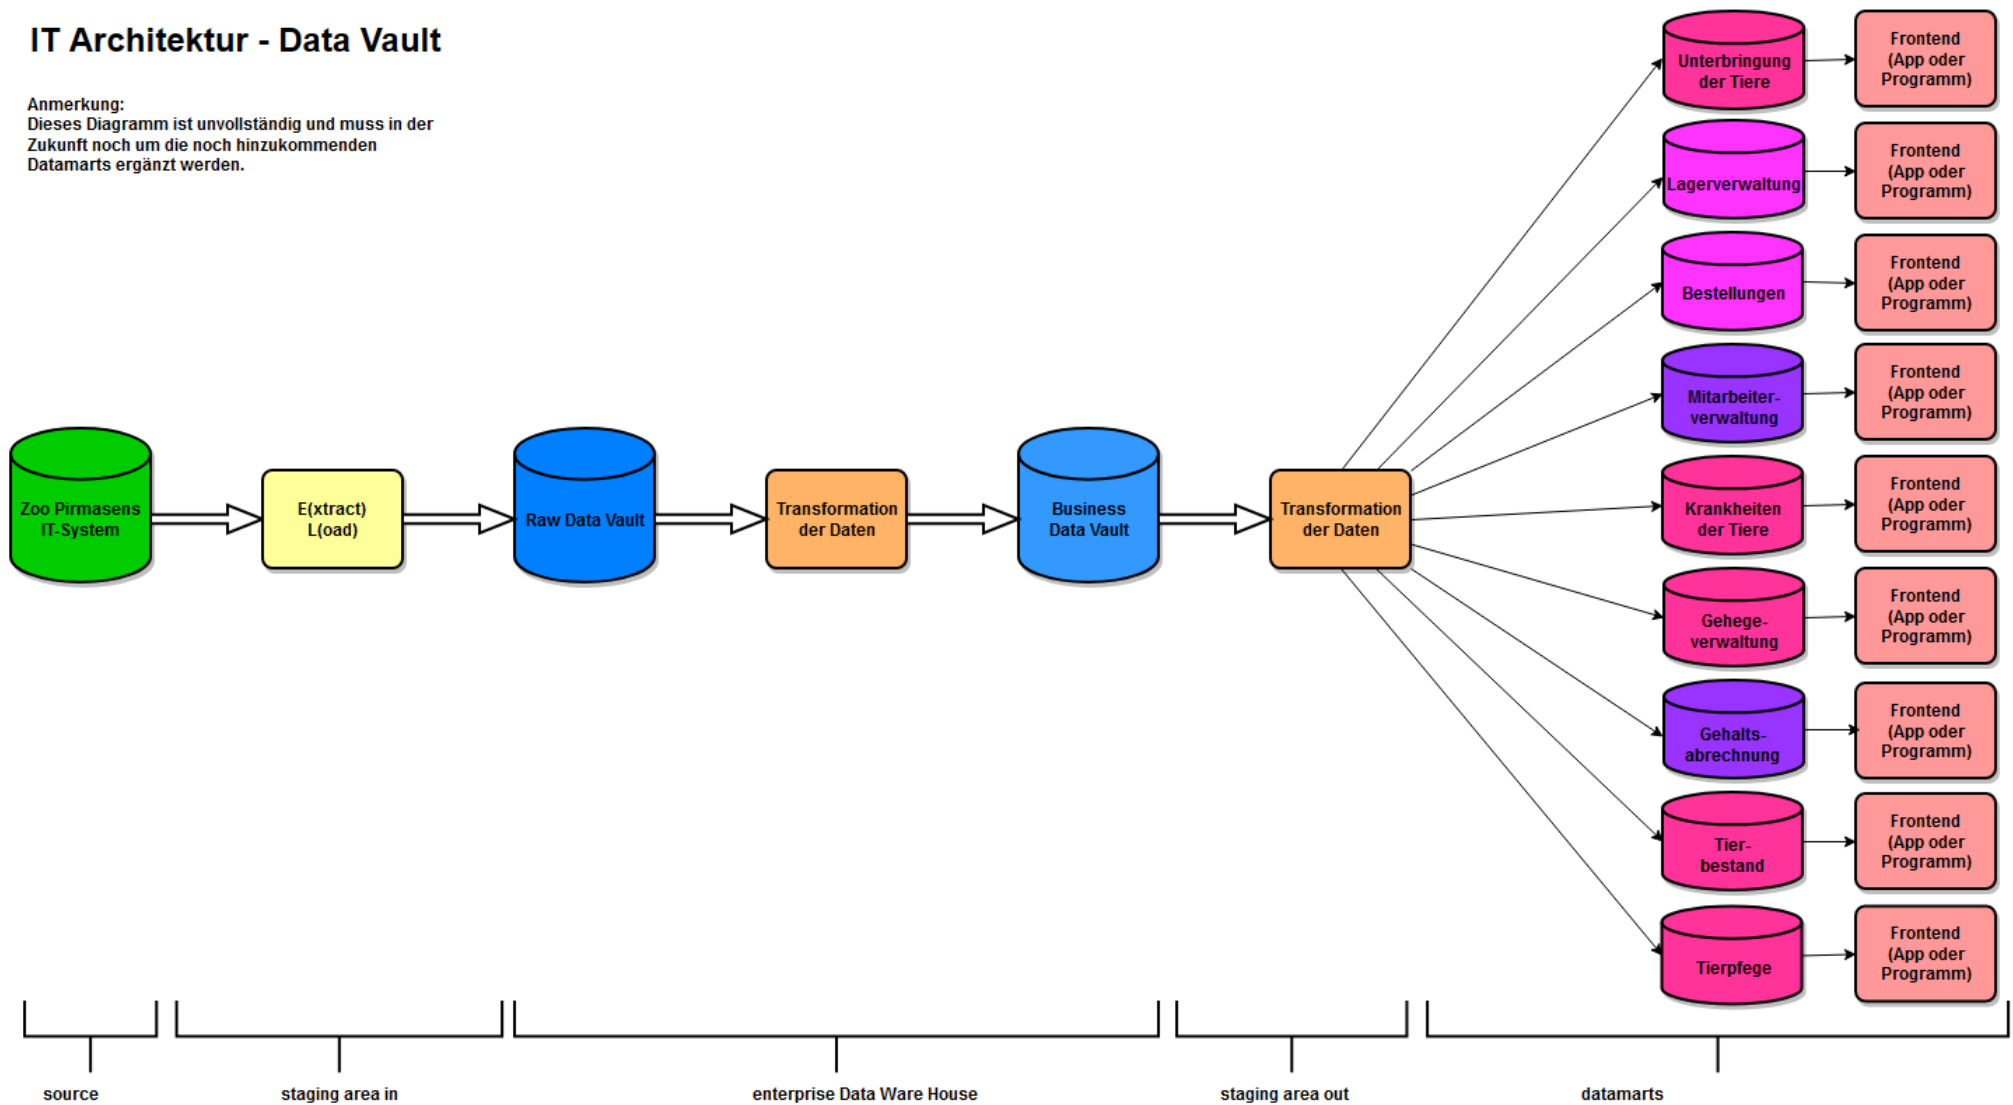 IT Architektur - Data Vault
Anmerkung:
Dieses Diagramm ist unvollständig und muss in der
Zukunft noch um die noch hinzukommenden
Datamarts ergänzt werden.
Zoo Pirmasens
IT-System
E(xtract)
L(oad)
Raw Data Vault
Transformation
der Daten
Business
Data Vault
Transformation
der Daten
Unterbringung
der Tiere
Frontend
(App oder
Programm)
Lagerverwaltung
Frontend
(App oder
Programm)
Bestellungen
Frontend
(App oder
Programm)
Mitarbeiter-
verwaltung
Frontend
(App oder
Programm)
Krankheiten
der Tiere
Frontend
(App oder
Programm)
Gehege-
verwaltung
Frontend
(App oder
Programm)
Gehalts-
abrechnung
Frontend
(App oder
Programm)
Tier-
bestand
Frontend
(App oder
Programm)
Tierpfege
Frontend
(App oder
Programm)
source
staging area in
enterprise Data Ware House
staging area out
datamarts